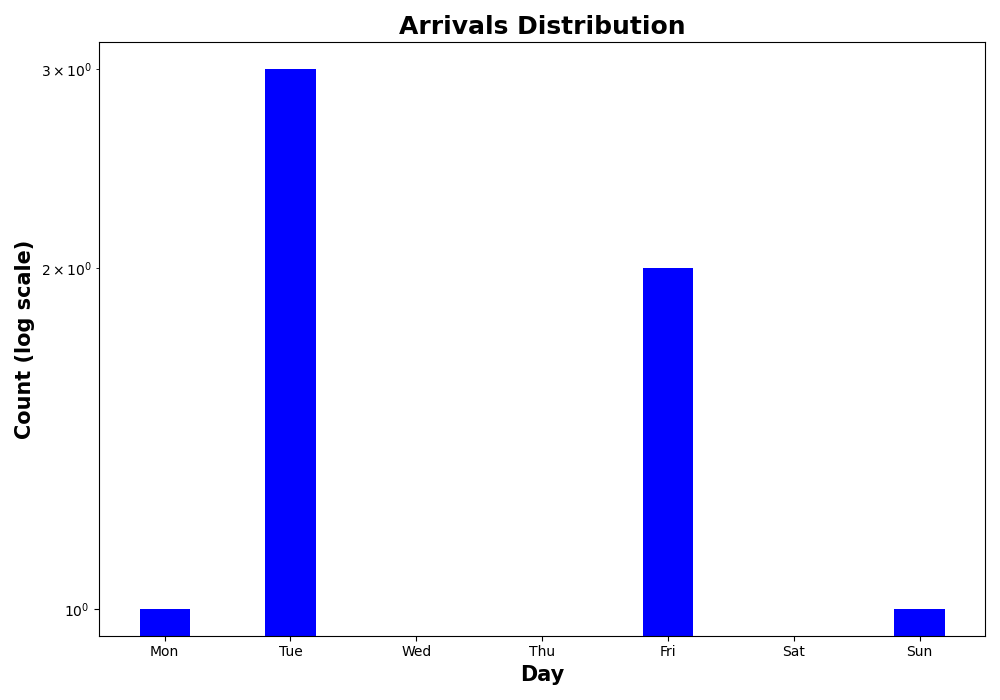 Arrivals Distribution
3 × 10⁰
2 × 10⁰
10⁰
Count (log scale)
Mon Tue Wed Thu Fri Sat Sun
Day